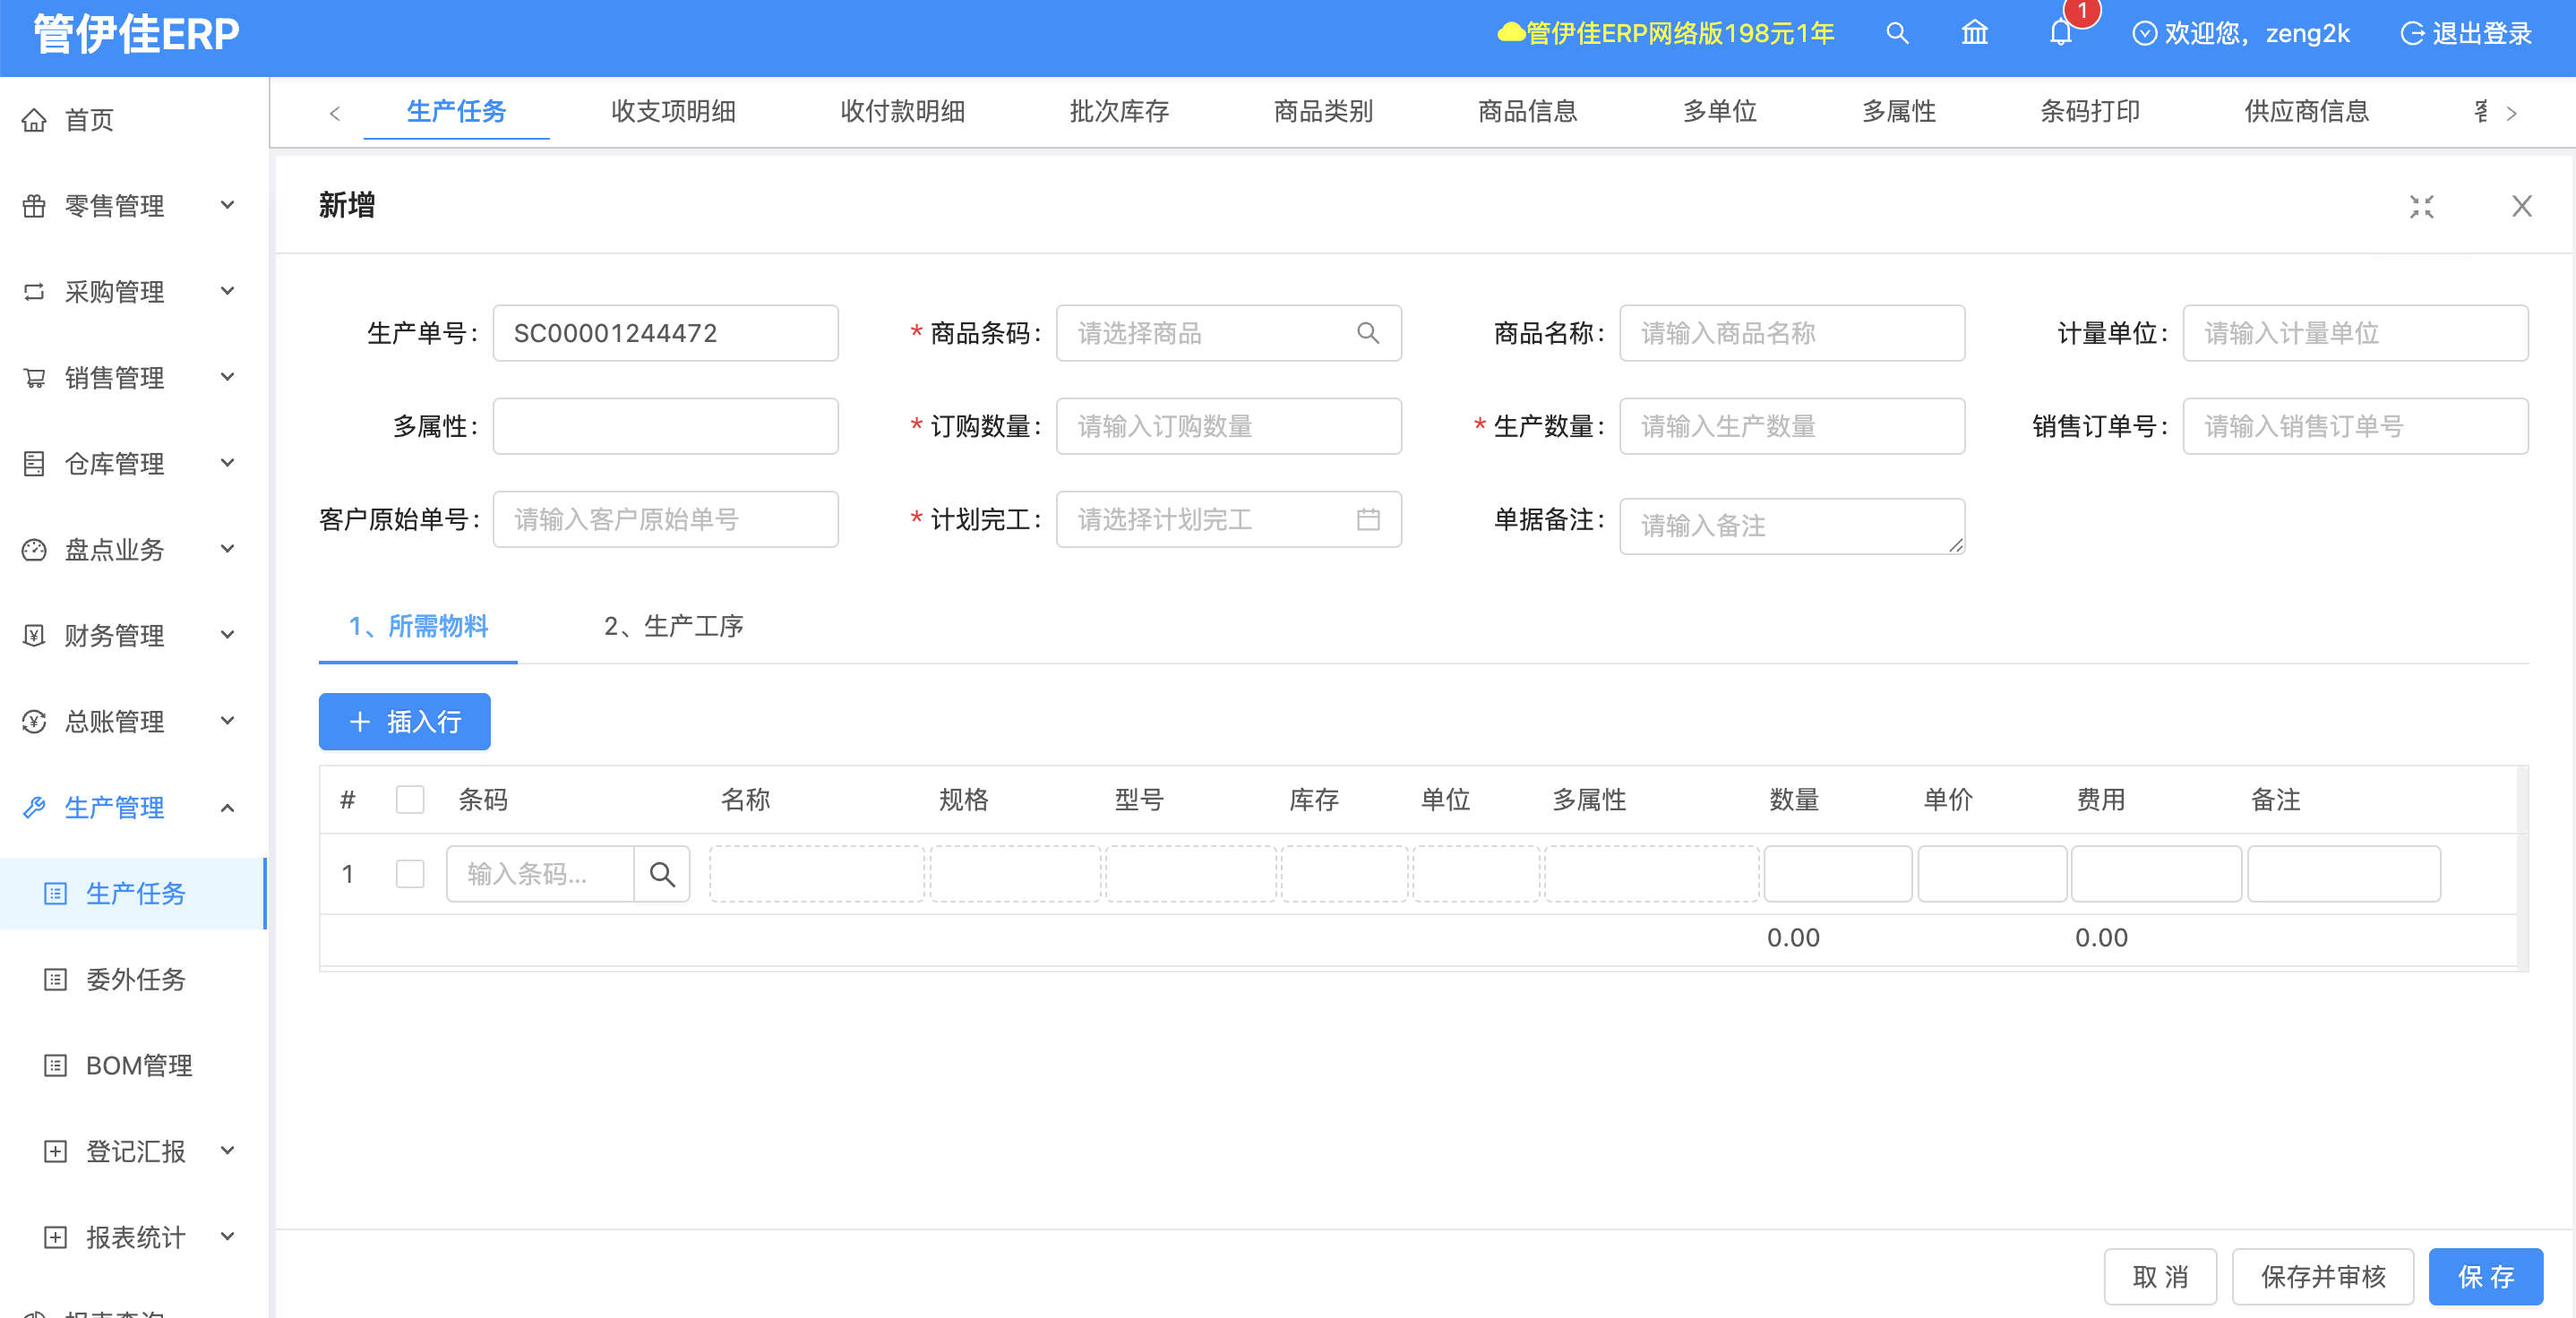 管伊佳ERP
管伊佳ERP网络版198元1年
1
欢迎您，zeng2k
退出登录
首页
零售管理
采购管理
销售管理
仓库管理
盘点业务
财务管理
总账管理
生产管理
生产任务
委外任务
BOM管理
登记汇报
报表统计
生产任务 收支项明细 收付款明细 批次库存 商品类别 商品信息 多单位 多属性 条码打印 供应商信息
新增
生产单号： SC00001244472 * 商品条码： 请选择商品 商品名称： 请输入商品名称 计量单位： 请输入计量单位
多属性： * 订购数量： 请输入订购数量 * 生产数量： 请输入生产数量 销售订单号： 请输入销售订单号
客户原始单号： 请输入客户原始单号 * 计划完工： 请选择计划完工 单据备注： 请输入备注
1、所需物料 2、生产工序
插入行
# 条码 名称 规格 型号 库存 单位 多属性 数量 单价 费用 备注
1 输入条码...
0.00 0.00
取 消 保存并审核 保 存